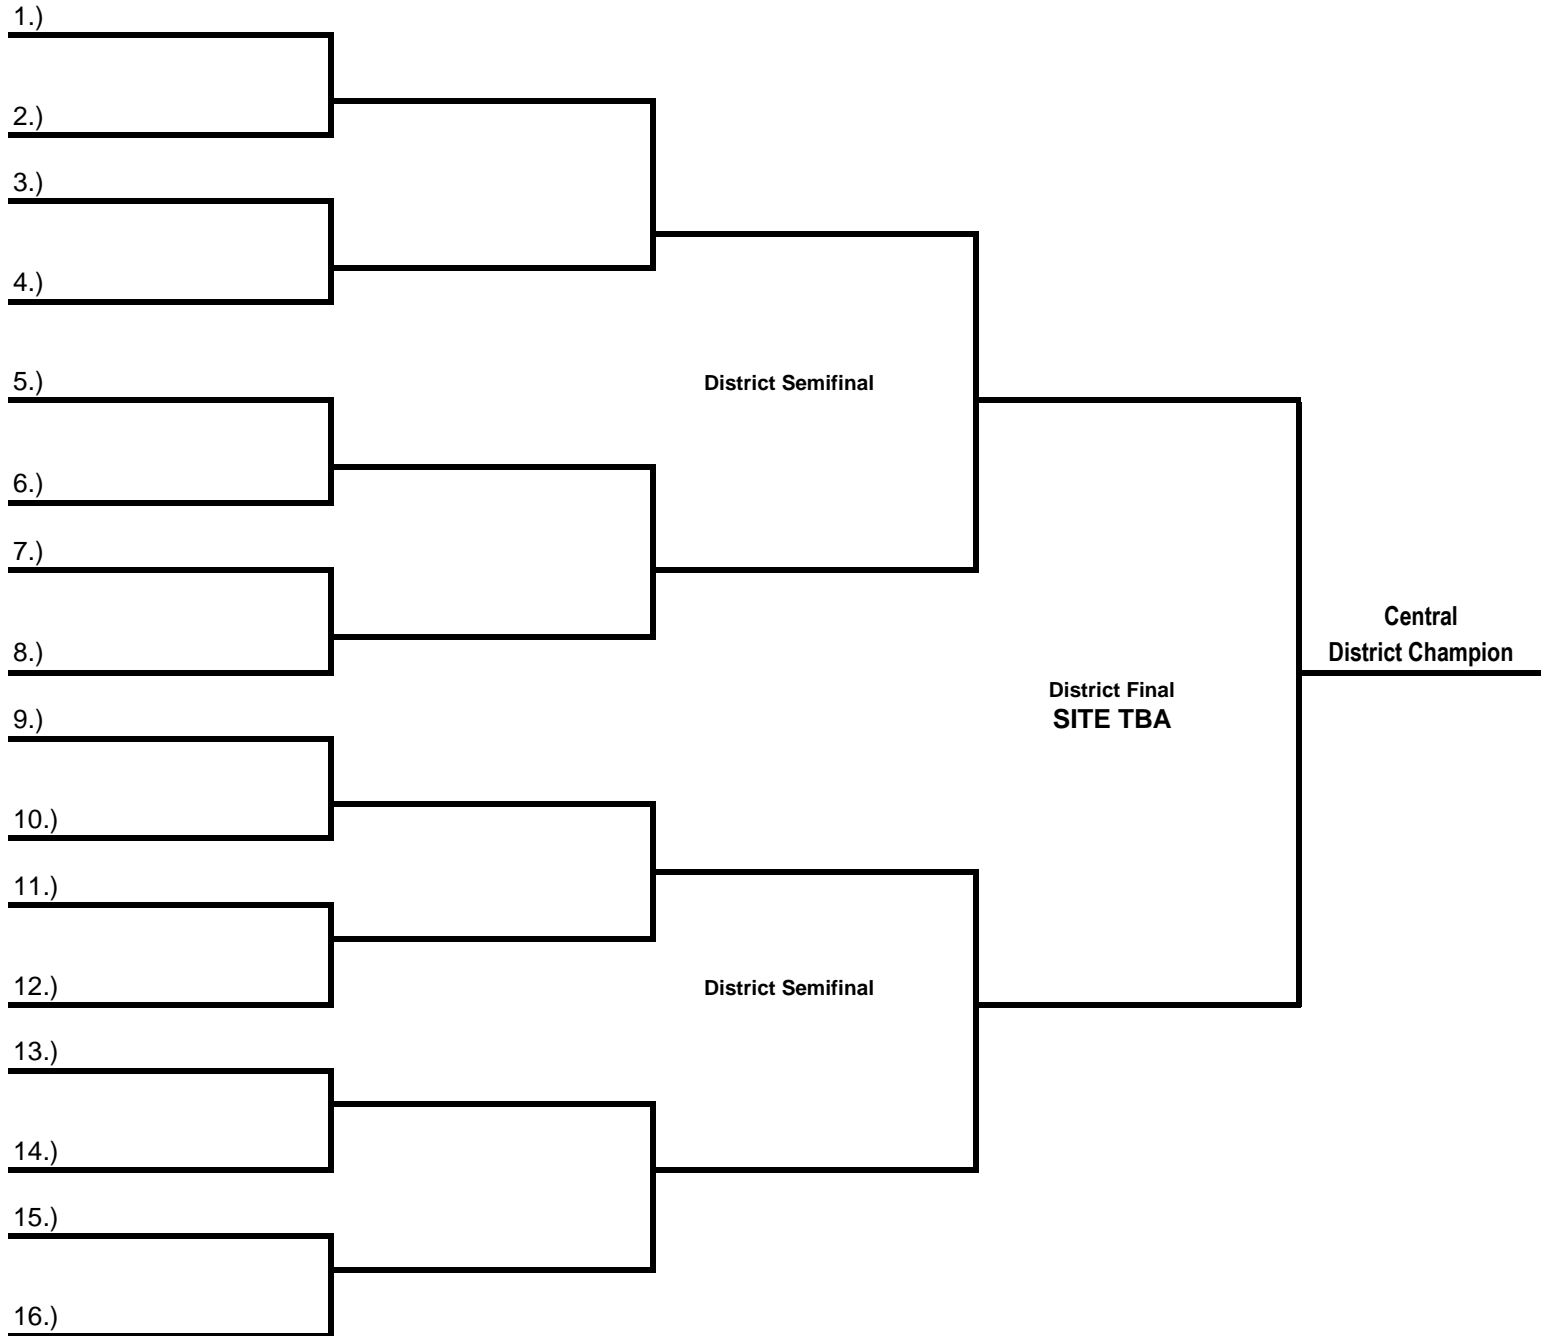 1.)
2.)
3.)
4.)
5.)
District Semifinal
6.)
7.)
8.)
Central
District Champion
District Final
SITE TBA
9.)
10.)
11.)
12.)
District Semifinal
13.)
14.)
15.)
16.)